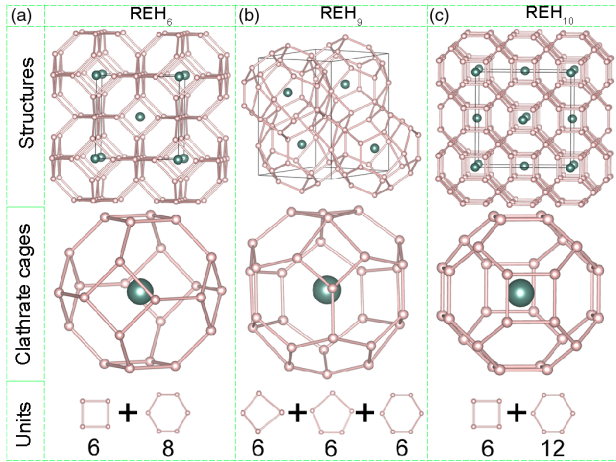 (a) REH₆ (b) REH₉ (c) REH₁₀
Structures
Clathrate cages
Units
+ + + +
6 8 6 6 6 6 12